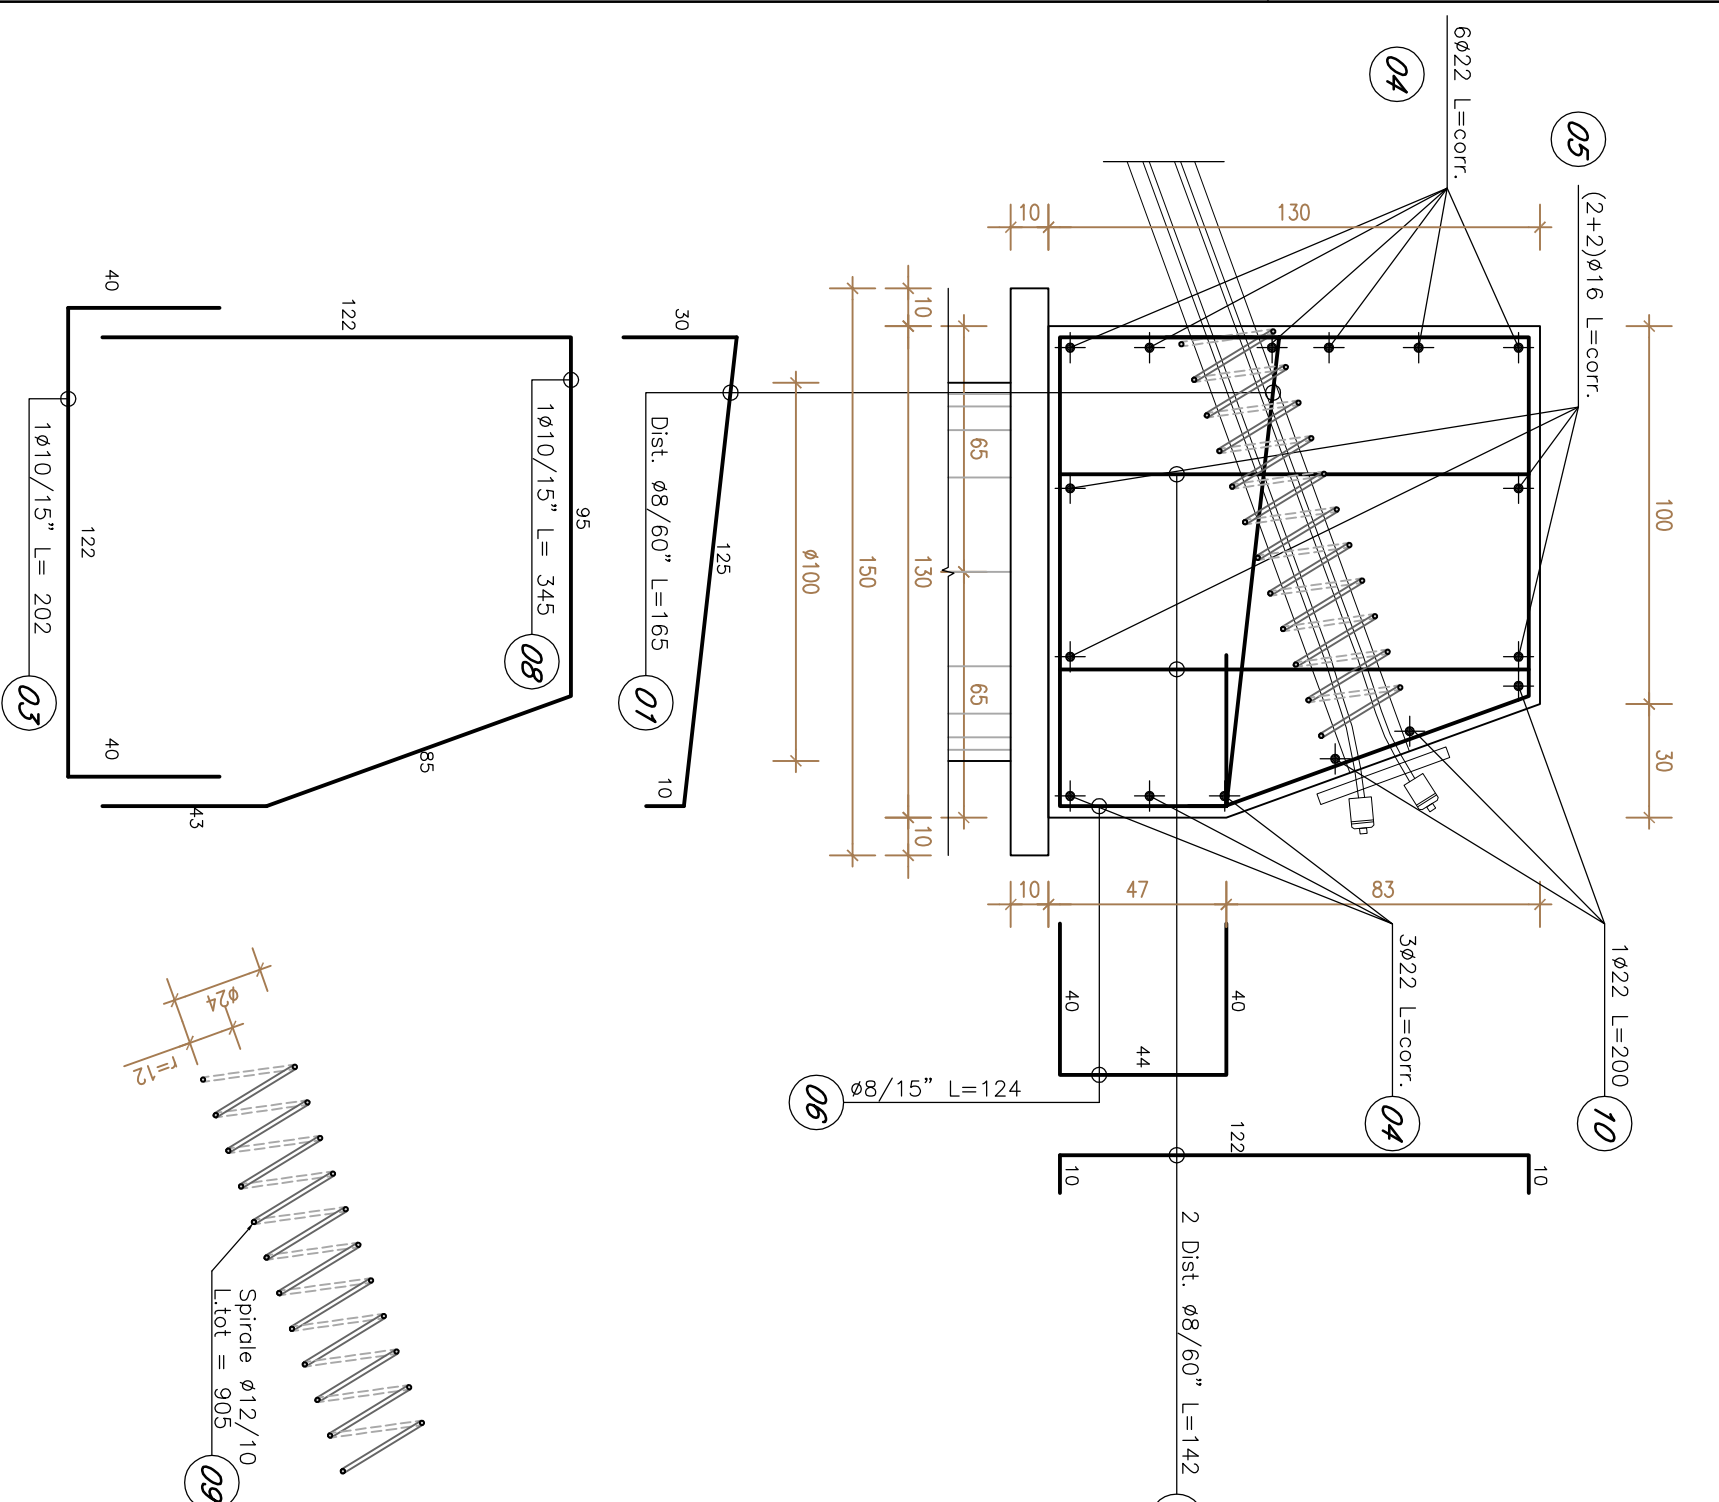 6ø22 L=corr.
04
05
(2+2)ø16 L=corr.
10
130
100
30
10
10
65
65
130
150
ø100
10
10
47
83
3ø22 L=corr.
04
1ø22 L=200
10
40
40
44
ø8/15" L=124
06
122
10
10
2 Dist. ø8/60" L=142
30
125
10
Dist. ø8/60" L=165
01
122
95
85
43
1ø10/15" L= 345
08
40
122
40
1ø10/15" L= 202
03
ø24
r=12
Spirale ø12/10
L.tot = 905
09